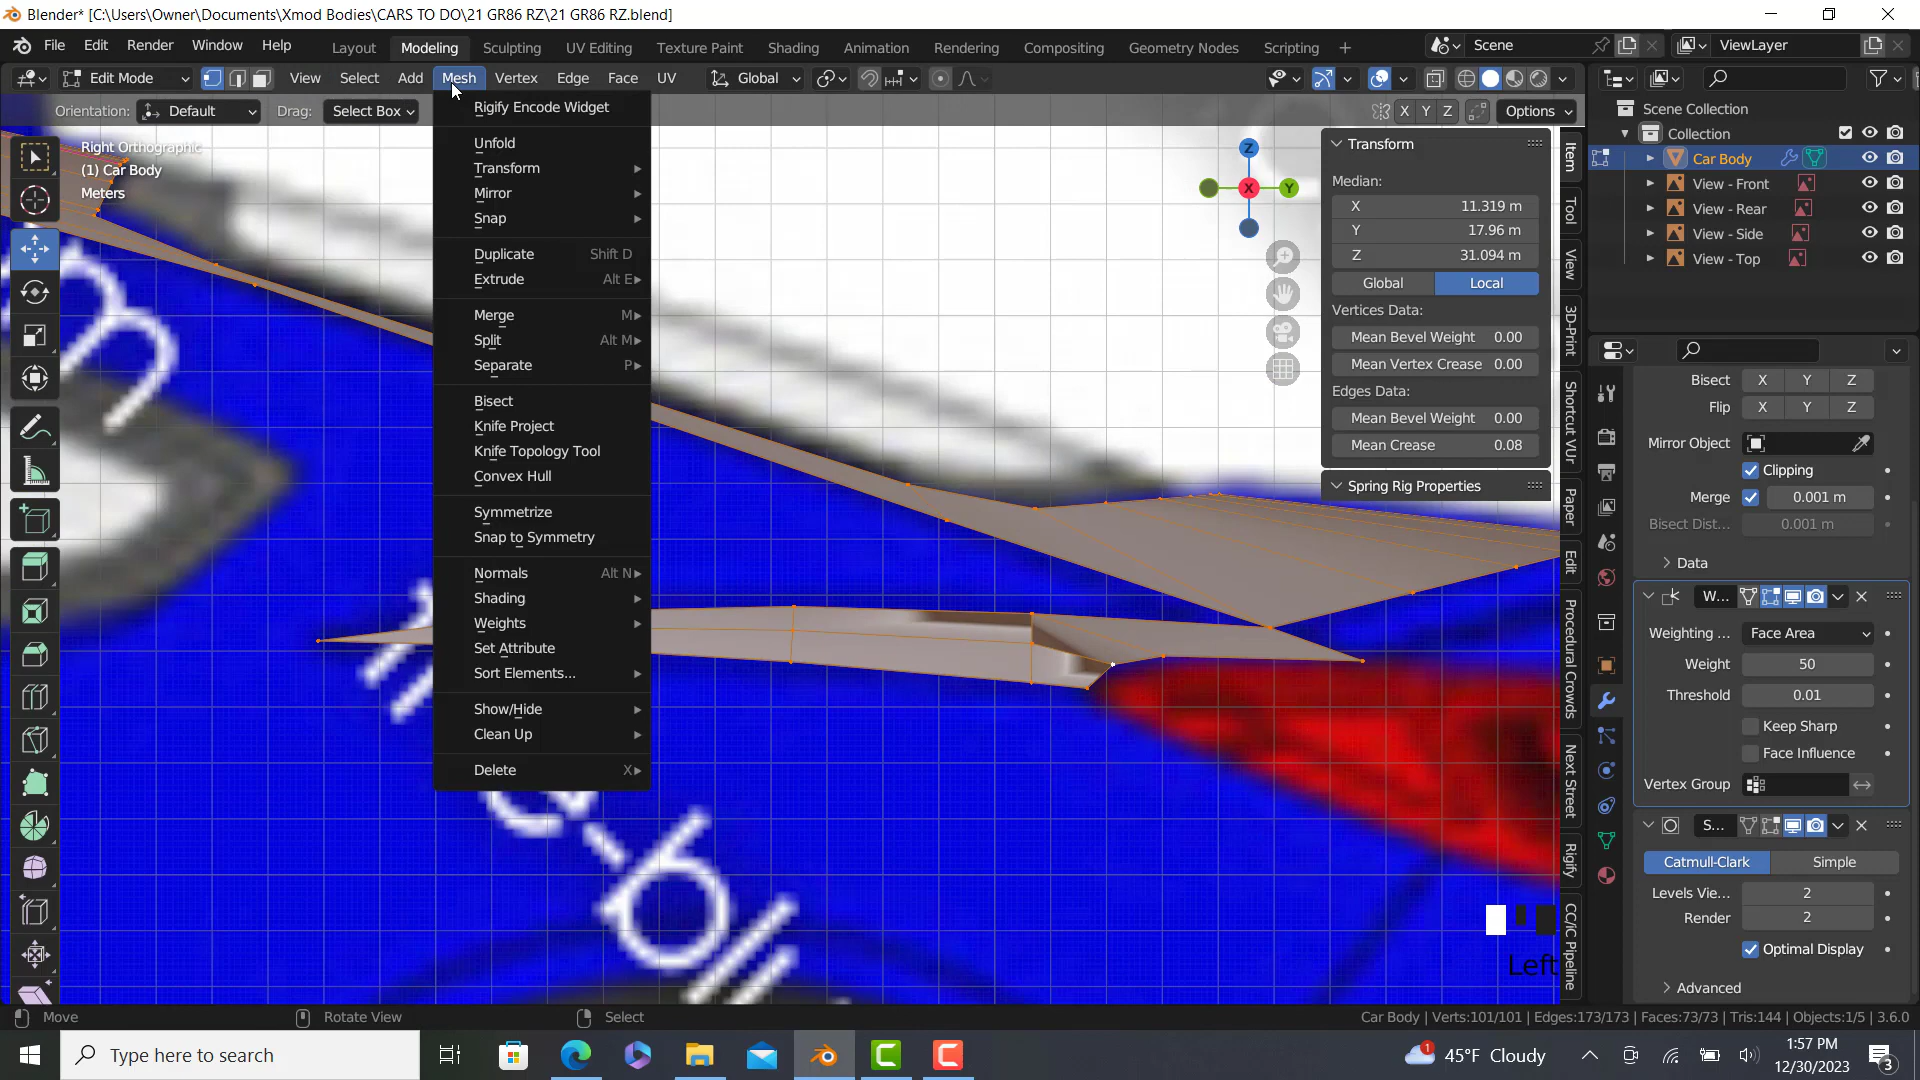 Blender* [C:\Users\Owner\Documents\Xmod Bodies\CARS TO DO\21 GR86 RZ\21 GR86 RZ.blend]
File Edit Render Window Help Layout Modeling Sculpting UV Editing Texture Paint Shading Animation Rendering Compositing Geometry Nodes Scripting + Scene ViewLayer
Edit Mode View Select Add Mesh Vertex Edge Face UV Global
Orientation: Default Drag: Select Box X Y Z Options
Right Orthographic
(1) Car Body
Meters
Rigify Encode Widget
Unfold
Transform
Mirror
Snap
Duplicate Shift D
Extrude Alt E
Merge M
Split Alt M
Separate P
Bisect
Knife Project
Knife Topology Tool
Convex Hull
Symmetrize
Snap to Symmetry
Normals Alt N
Shading
Weights
Set Attribute
Sort Elements...
Show/Hide
Clean Up
Delete X
Z
X
Y
Transform
Median:
X 11.319 m
Y 17.96 m
Z 31.094 m
Global Local
Vertices Data:
Mean Bevel Weight 0.00
Mean Vertex Crease 0.00
Edges Data:
Mean Bevel Weight 0.00
Mean Crease 0.08
Spring Rig Properties
Item
Tool
View
3D-Print
Shortcut VUr
Paper
Edit
Procedural Crowds
Next Street
Rigify
CC/iC Pipeline
Left
Scene Collection
Collection
Car Body
View - Front
View - Rear
View - Side
View - Top
Bisect X Y Z
Flip X Y Z
Mirror Object
Clipping
Merge 0.001 m
Bisect Dist... 0.001 m
Data
W...
Weighting ... Face Area
Weight 50
Threshold 0.01
Keep Sharp
Face Influence
Vertex Group
S...
Catmull-Clark Simple
Levels Vie... 2
Render 2
Optimal Display
Advanced
Move Rotate View Select Car Body | Verts:101/101 | Edges:173/173 | Faces:73/73 | Tris:144 | Objects:1/5 | 3.6.0
Type here to search
1 45°F Cloudy
1:57 PM
12/30/2023
3